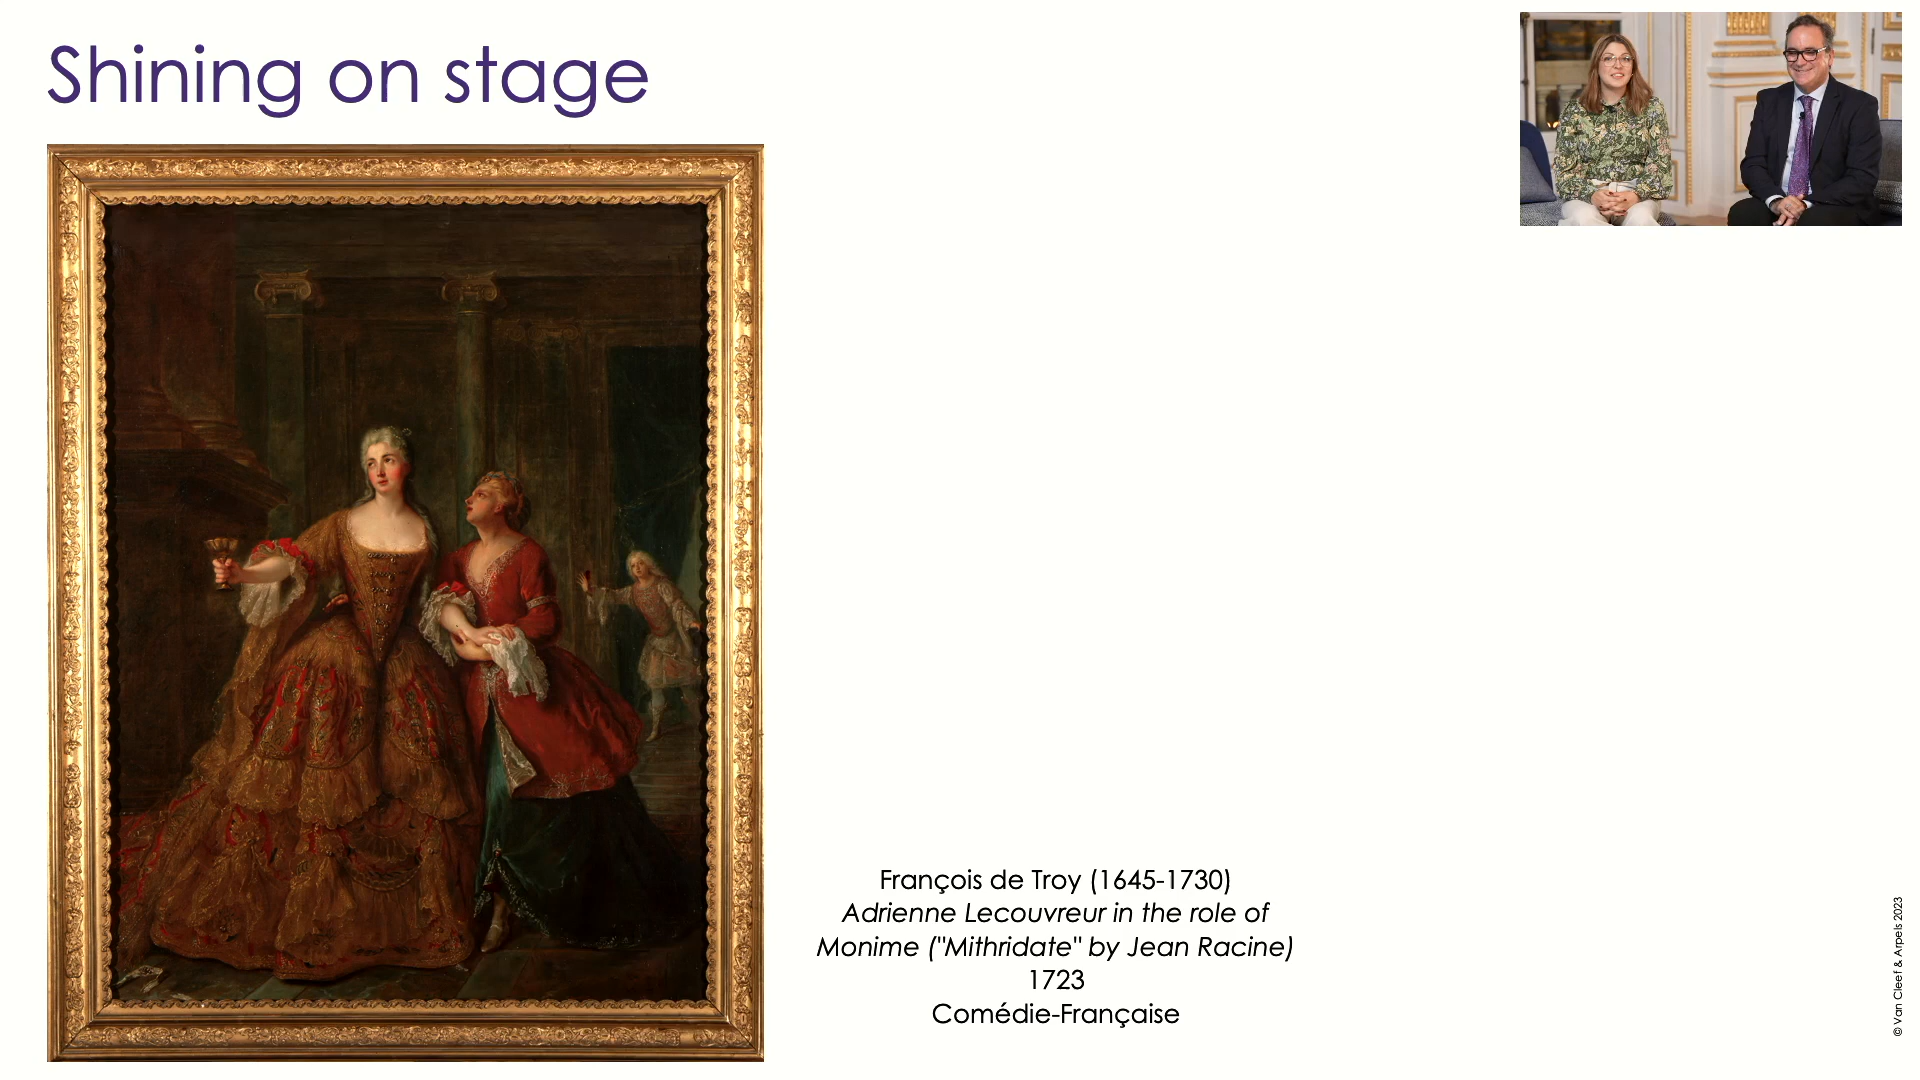 Shining on stage
François de Troy (1645-1730)
Adrienne Lecouvreur in the role of
Monime ("Mithridate" by Jean Racine)
1723
Comédie-Française
© Van Cleef & Arpels 2023